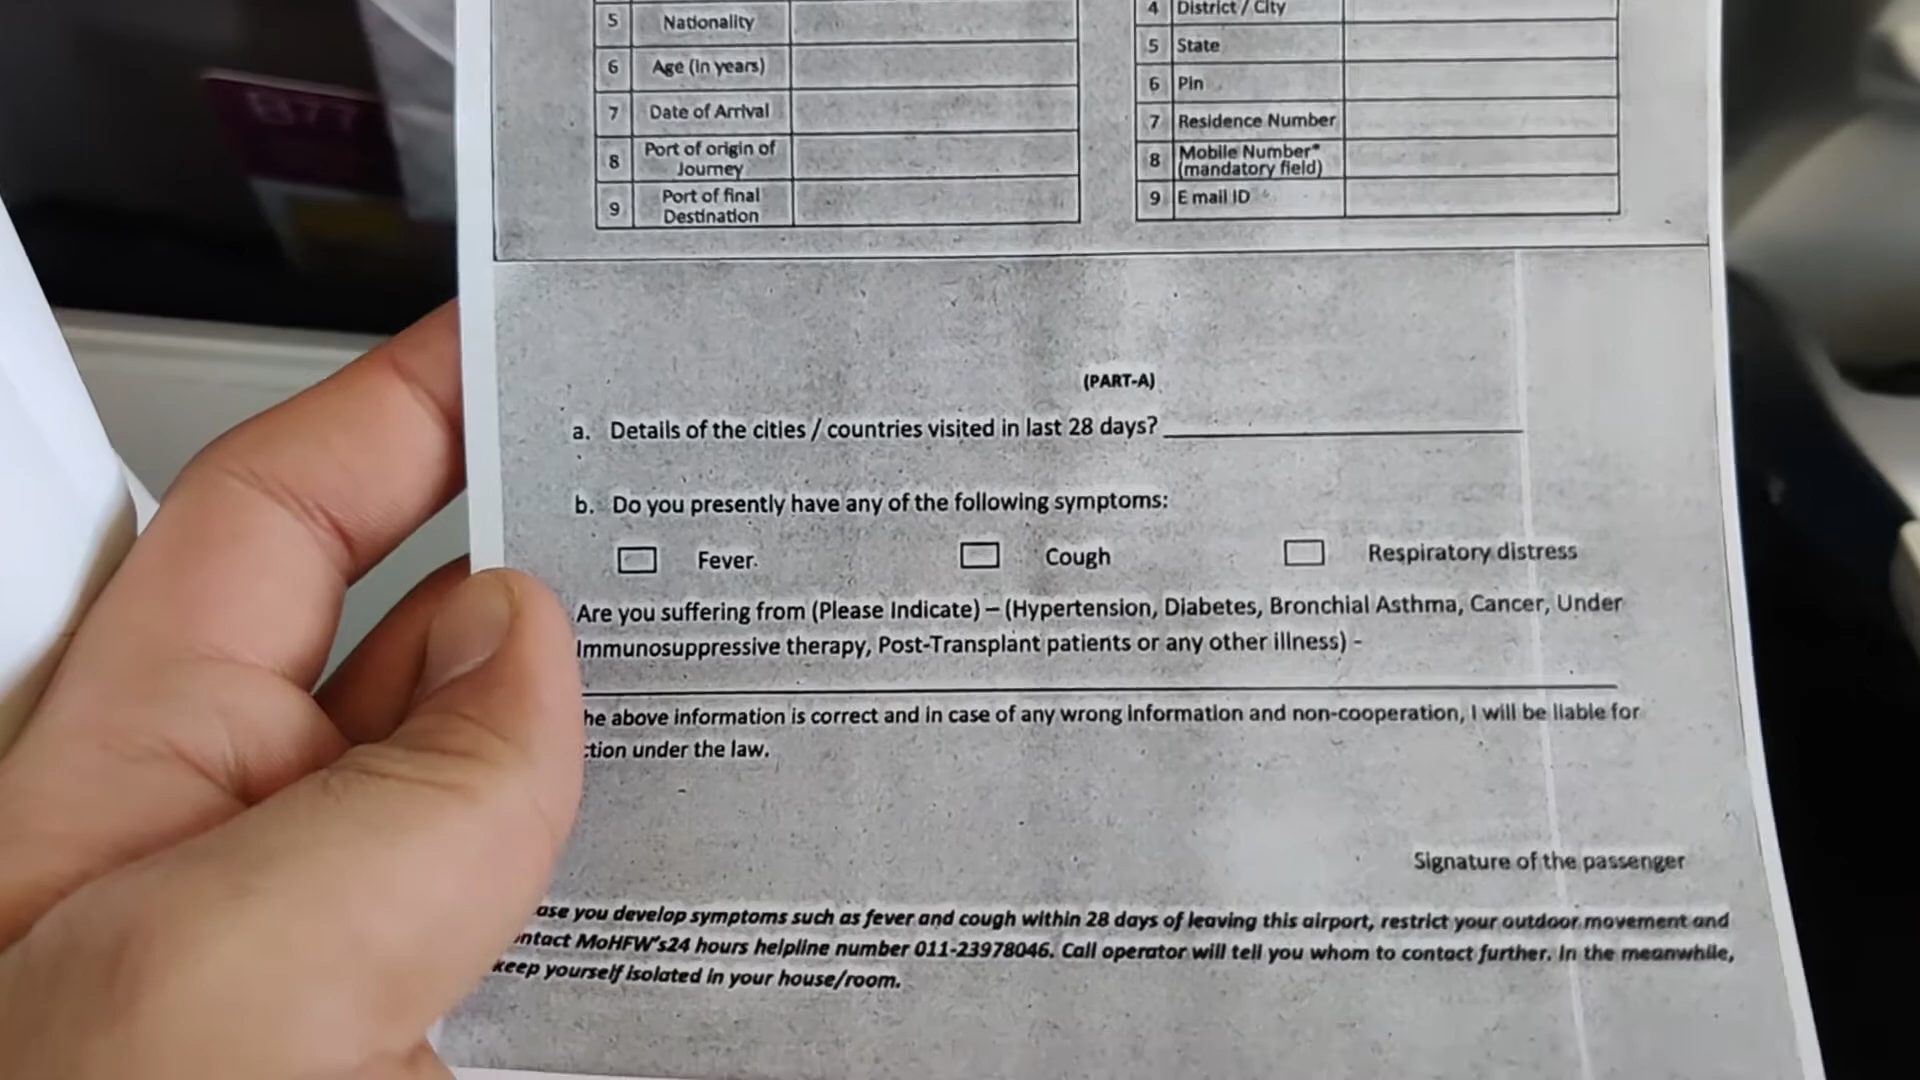 5 Nationality
6 Age (in years)
7 Date of Arrival
8 Port of origin of
Journey
9 Port of final
Destination
4 District / City
5 State
6 Pin
7 Residence Number
8 Mobile Number*
(mandatory field)
9 E mail ID
(PART-A)
a. Details of the cities / countries visited in last 28 days?
b. Do you presently have any of the following symptoms:
Fever Cough Respiratory distress
Are you suffering from (Please Indicate) – (Hypertension, Diabetes, Bronchial Asthma, Cancer, Under
Immunosuppressive therapy, Post-Transplant patients or any other illness) -
he above information is correct and in case of any wrong information and non-cooperation, I will be liable for
ction under the law.
Signature of the passenger
ase you develop symptoms such as fever and cough within 28 days of leaving this airport, restrict your outdoor movement and
ntact MoHFW's24 hours helpline number 011-23978046. Call operator will tell you whom to contact further. In the meanwhile,
keep yourself isolated in your house/room.